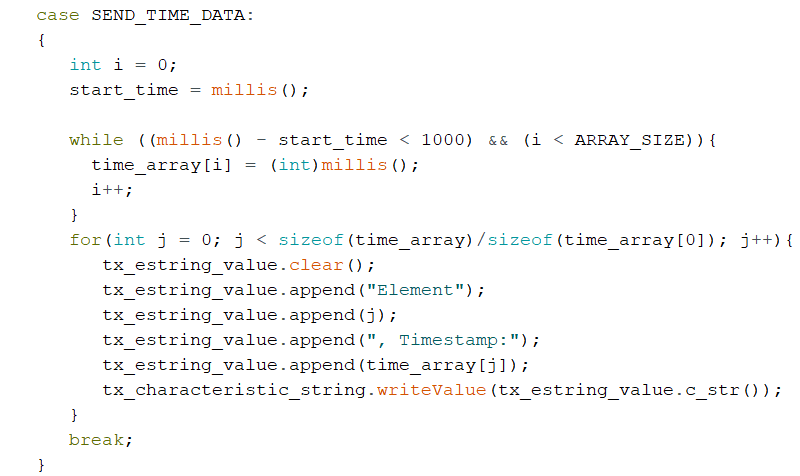 case SEND_TIME_DATA:
{
int i = 0;
start_time = millis();
while ((millis() - start_time < 1000) && (i < ARRAY_SIZE)){
time_array[i] = (int)millis();
i++;
}
for(int j = 0; j < sizeof(time_array)/sizeof(time_array[0]); j++){
tx_estring_value.clear();
tx_estring_value.append("Element");
tx_estring_value.append(j);
tx_estring_value.append(", Timestamp:");
tx_estring_value.append(time_array[j]);
tx_characteristic_string.writeValue(tx_estring_value.c_str());
}
break;
}